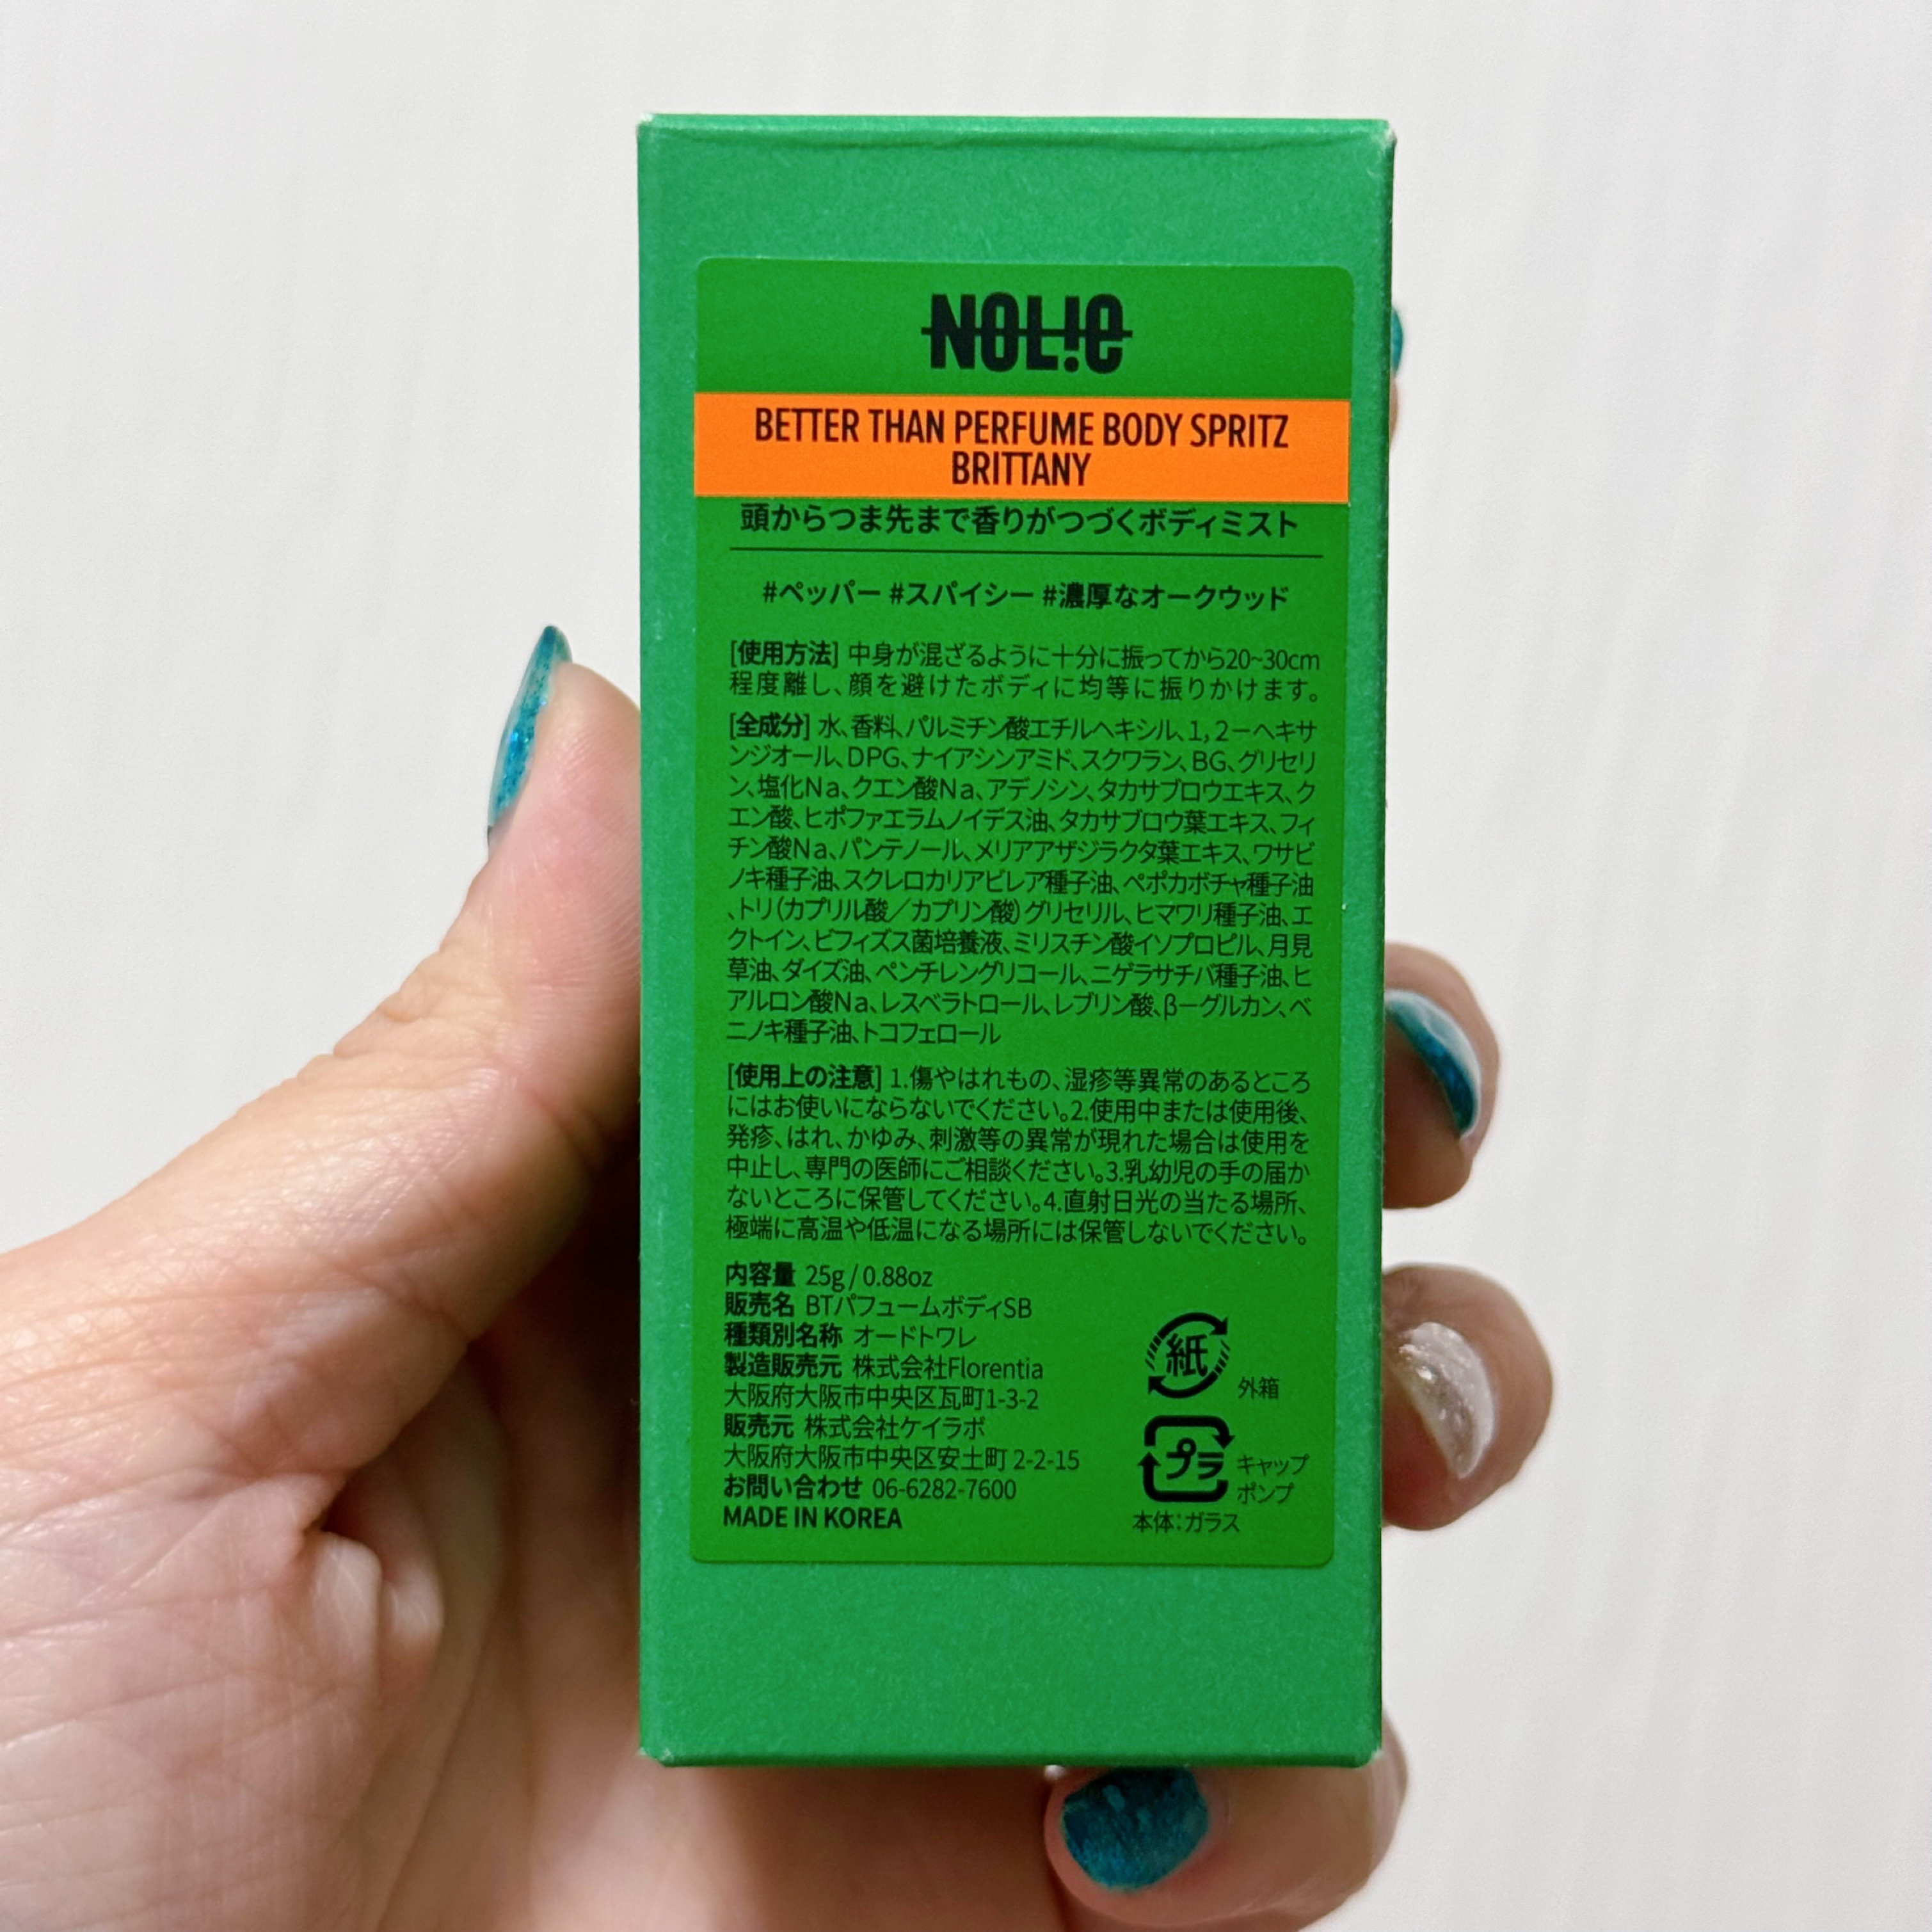 NOL!e
BETTER THAN PERFUME BODY SPRITZ
BRITTANY
頭からつま先まで香りがつづくボディミスト
#ペッパー #スパイシー #濃厚なオークウッド
[使用方法] 中身が混ざるように十分に振ってから20~30cm
程度離し、顔を避けたボディに均等に振りかけます。
[全成分] 水、香料、パルミチン酸エチルヘキシル、1,2－ヘキサ
ンジオール、DPG、ナイアシンアミド、スクワラン、BG、グリセリ
ン、塩化Na、クエン酸Na、アデノシン、タカサブロウエキス、ク
エン酸、ヒポファエラムノイデス油、タカサブロウ葉エキス、フィ
チン酸Na、パンテノール、メリアアザジラクタ葉エキス、ワサビ
ノキ種子油、スクレロカリアビレア種子油、ペポカボチャ種子油
、トリ（カプリル酸／カプリン酸）グリセリル、ヒマワリ種子油、エ
クトイン、ビフィズス菌培養液、ミリスチン酸イソプロピル、月見
草油、ダイズ油、ペンチレングリコール、ニゲラサチバ種子油、ヒ
アルロン酸Na、レスベラトロール、レブリン酸、β－グルカン、ベ
ニノキ種子油、トコフェロール
[使用上の注意] 1.傷やはれもの、湿疹等異常のあるところ
にはお使いにならないでください。2.使用中または使用後、
発疹、はれ、かゆみ、刺激等の異常が現れた場合は使用を
中止し、専門の医師にご相談ください。3.乳幼児の手の届か
ないところに保管してください。4.直射日光の当たる場所、
極端に高温や低温になる場所には保管しないでください。
内容量 25g / 0.88oz
販売名 BTパフュームボディSB
種類別名称 オードトワレ
製造販売元 株式会社Florentia
大阪府大阪市中央区瓦町1-3-2
販売元 株式会社ケイラボ
大阪府大阪市中央区安土町 2-2-15
お問い合わせ 06-6282-7600
MADE IN KOREA
紙
外箱
プラ
キャップ
ポンプ
本体：ガラス